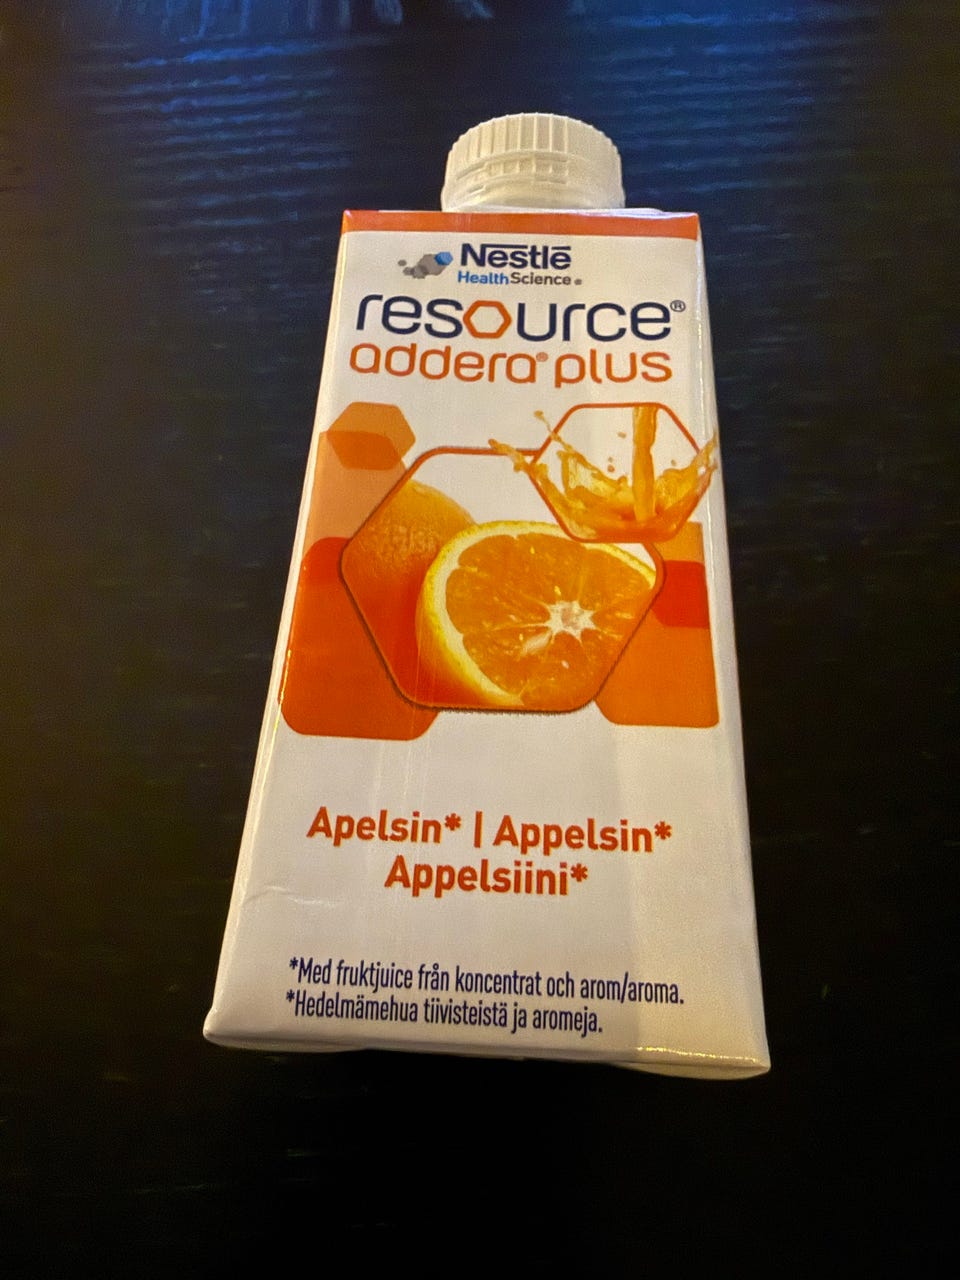 Nestlé
HealthScience®
resource®
addera® plus
Apelsin* | Appelsin*
Appelsiini*
*Med fruktjuice från koncentrat och arom/aroma.
*Hedelmämehua tiivisteistä ja aromeja.